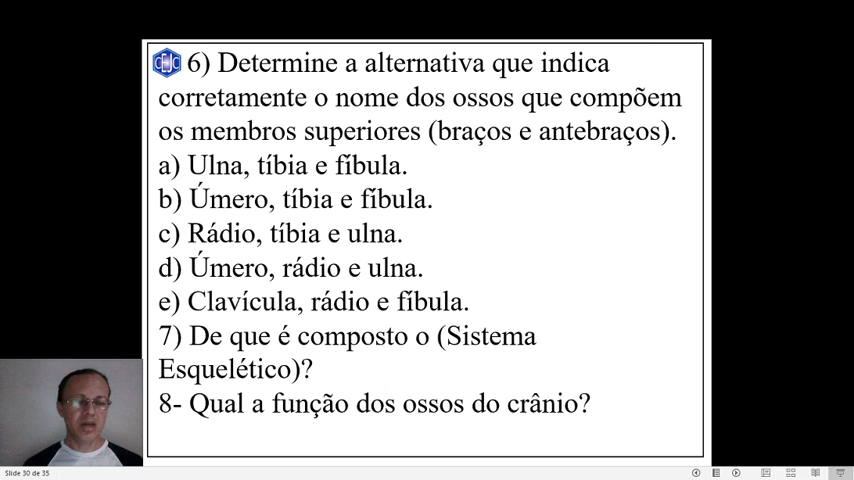 CEJC 6) Determine a alternativa que indica
corretamente o nome dos ossos que compõem
os membros superiores (braços e antebraços).
a) Ulna, tíbia e fíbula.
b) Úmero, tíbia e fíbula.
c) Rádio, tíbia e ulna.
d) Úmero, rádio e ulna.
e) Clavícula, rádio e fíbula.
7) De que é composto o (Sistema
Esquelético)?
8- Qual a função dos ossos do crânio?
Slide 30 de 35